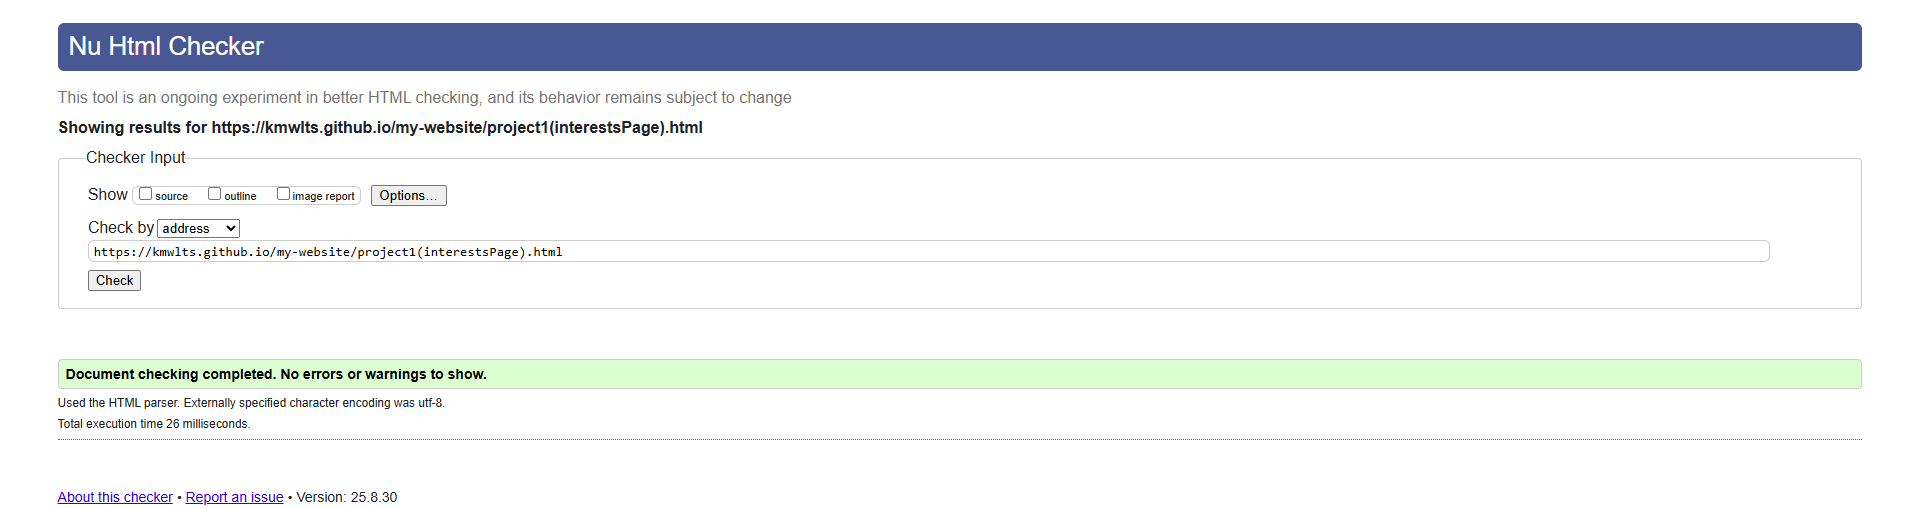 Nu Html Checker
This tool is an ongoing experiment in better HTML checking, and its behavior remains subject to change
Showing results for https://kmwlts.github.io/my-website/project1(interestsPage).html
Checker Input
Show source outline image report Options...
Check by address
https://kmwlts.github.io/my-website/project1(interestsPage).html
Check
Document checking completed. No errors or warnings to show.
Used the HTML parser. Externally specified character encoding was utf-8.
Total execution time 26 milliseconds.
About this checker • Report an issue • Version: 25.8.30